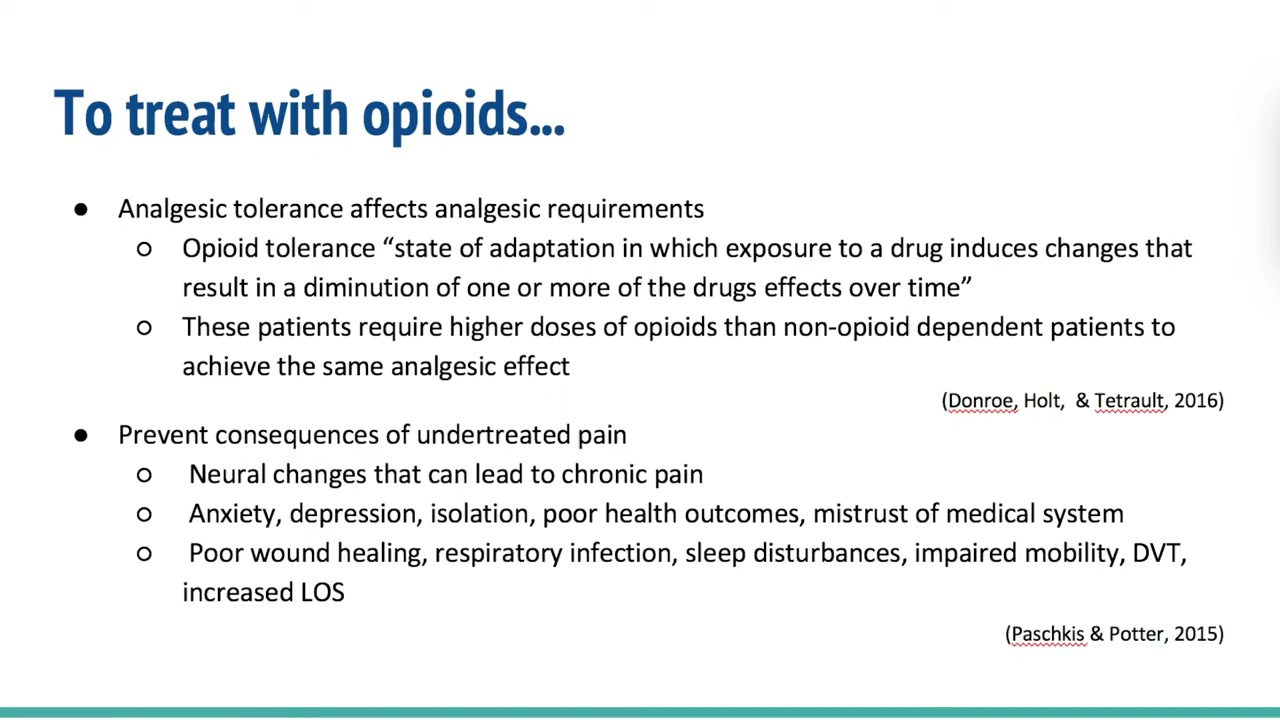 To treat with opioids...
● Analgesic tolerance affects analgesic requirements
○ Opioid tolerance “state of adaptation in which exposure to a drug induces changes that
result in a diminution of one or more of the drugs effects over time”
○ These patients require higher doses of opioids than non-opioid dependent patients to
achieve the same analgesic effect
(Donroe, Holt, & Tetrault, 2016)
● Prevent consequences of undertreated pain
○ Neural changes that can lead to chronic pain
○ Anxiety, depression, isolation, poor health outcomes, mistrust of medical system
○ Poor wound healing, respiratory infection, sleep disturbances, impaired mobility, DVT,
increased LOS
(Paschkis & Potter, 2015)